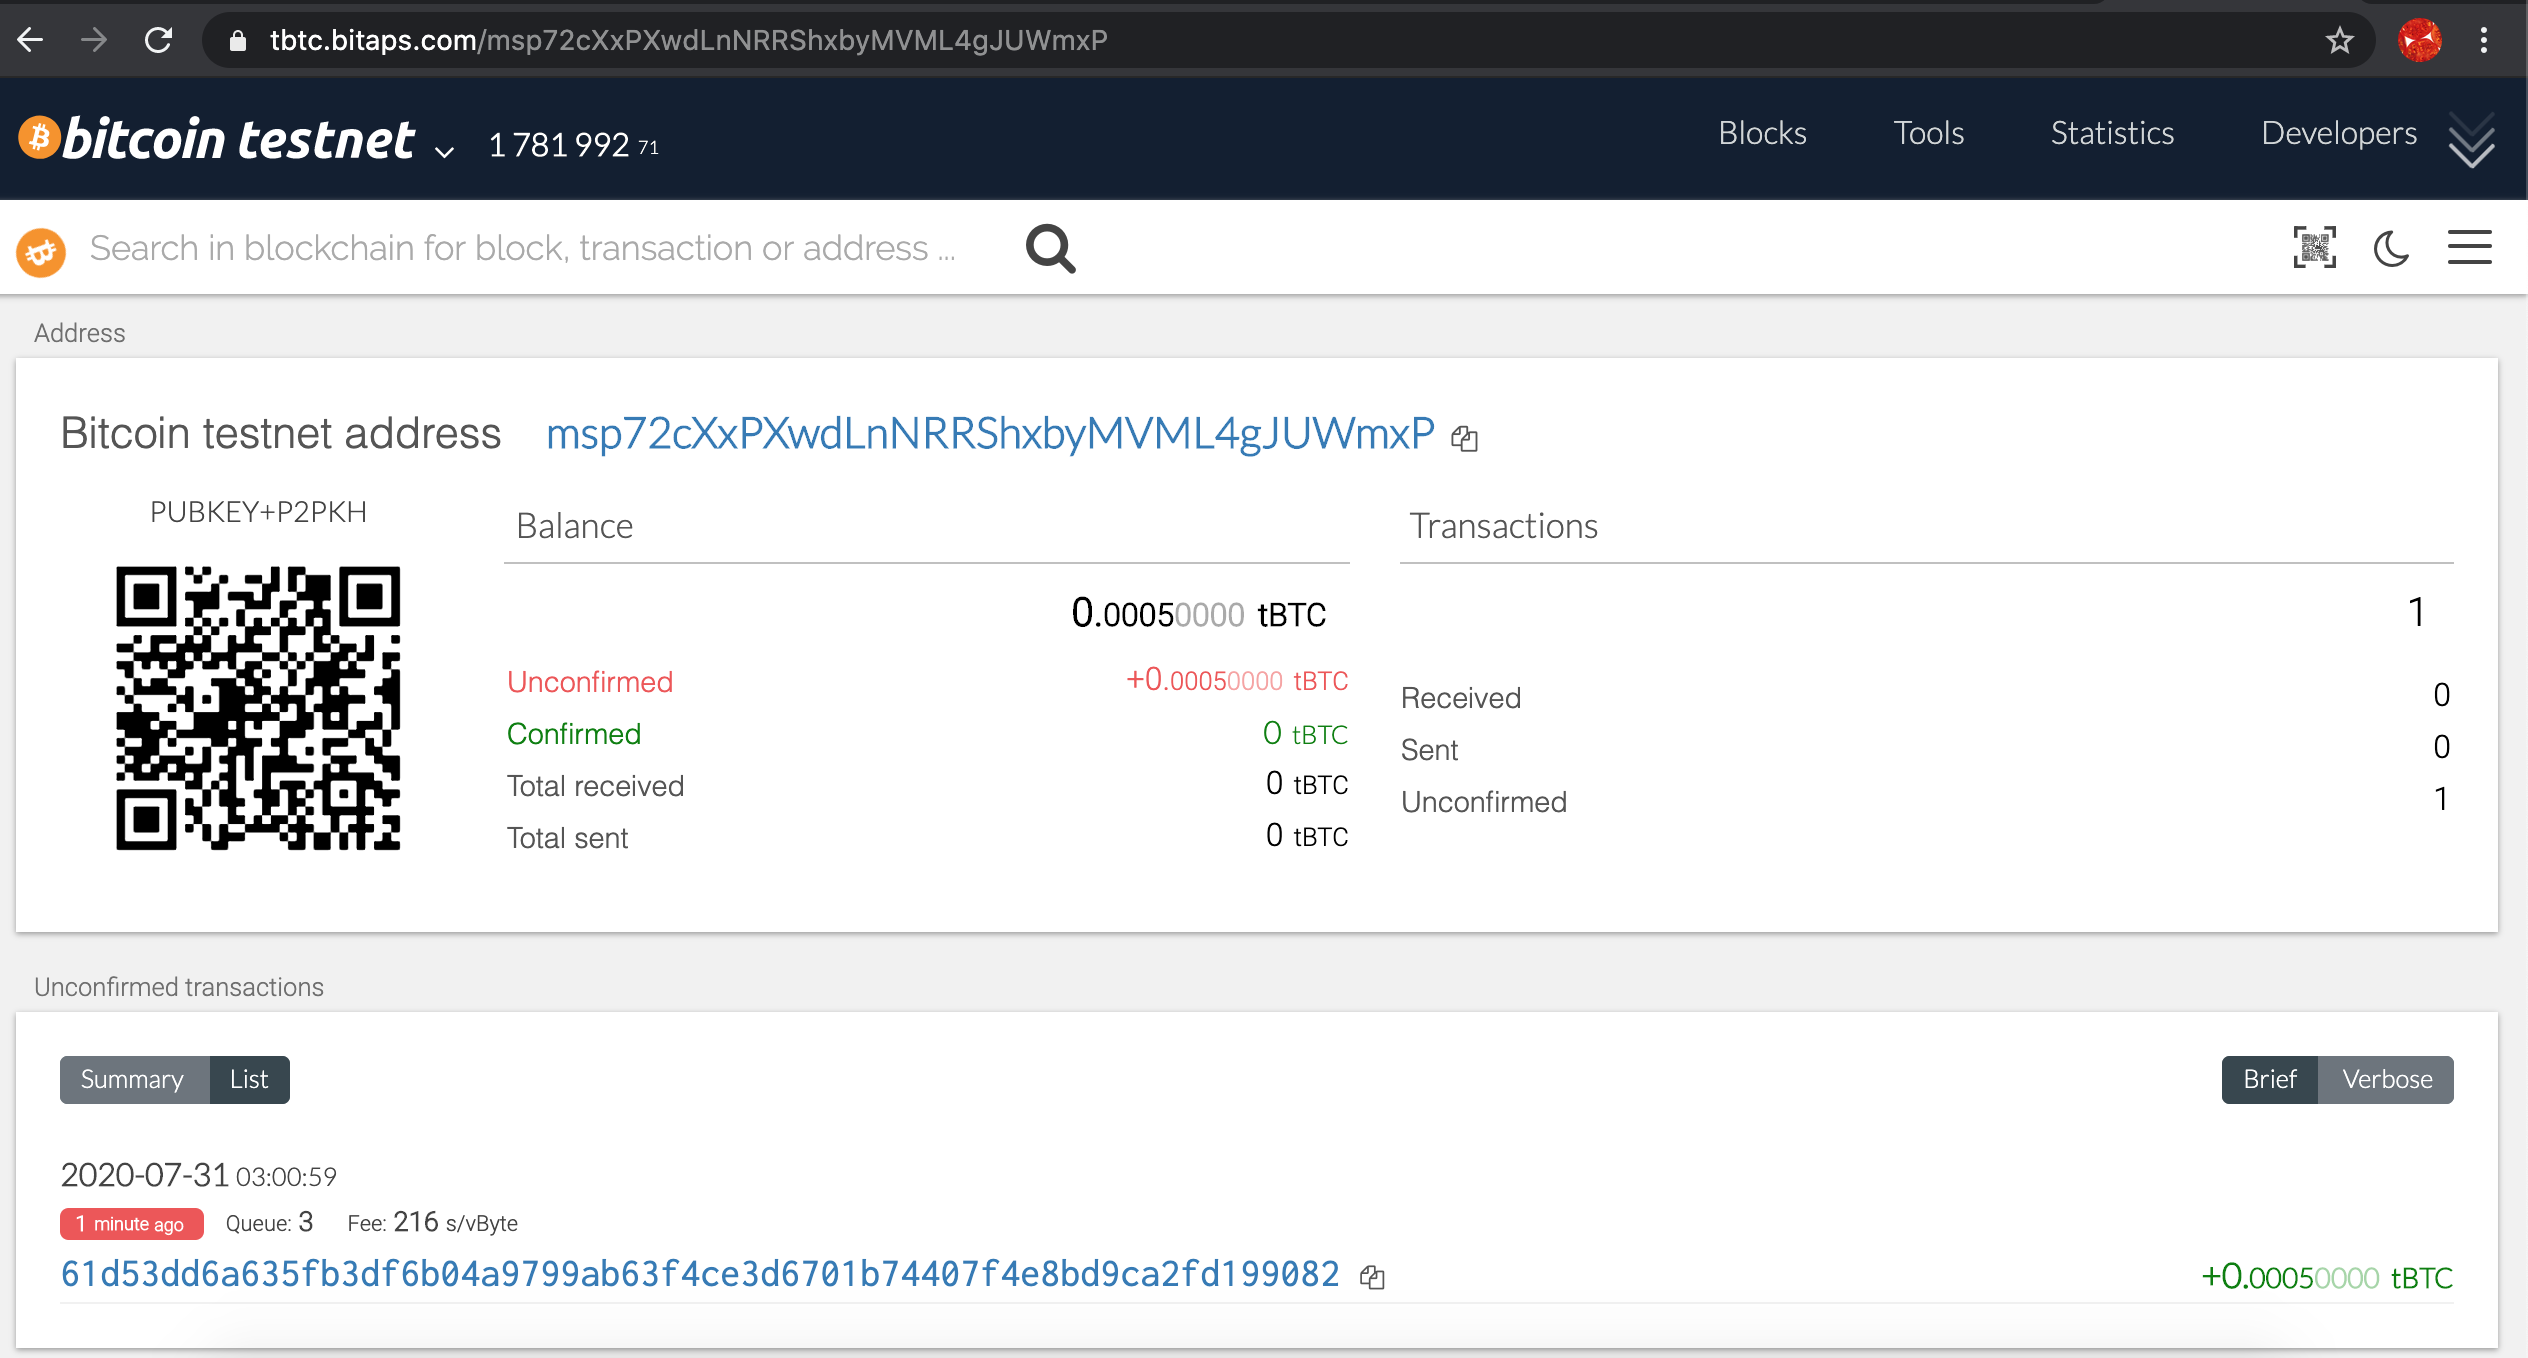 tbtc.bitaps.com/msp72cXxPXwdLnNRRShxbyMVML4gJUWmxP
bitcoin testnet 1 781 992 71 Blocks Tools Statistics Developers
Search in blockchain for block, transaction or address ...
Address
Bitcoin testnet address msp72cXxPXwdLnNRRShxbyMVML4gJUWmxP
PUBKEY+P2PKH
Balance
0.00050000 tBTC
Unconfirmed +0.00050000 tBTC
Confirmed 0 tBTC
Total received 0 tBTC
Total sent 0 tBTC
Transactions
1
Received 0
Sent 0
Unconfirmed 1
Unconfirmed transactions
Summary List Brief Verbose
2020-07-31 03:00:59
1 minute ago Queue: 3 Fee: 216 s/vByte
61d53dd6a635fb3df6b04a9799ab63f4ce3d6701b74407f4e8bd9ca2fd199082 +0.00050000 tBTC